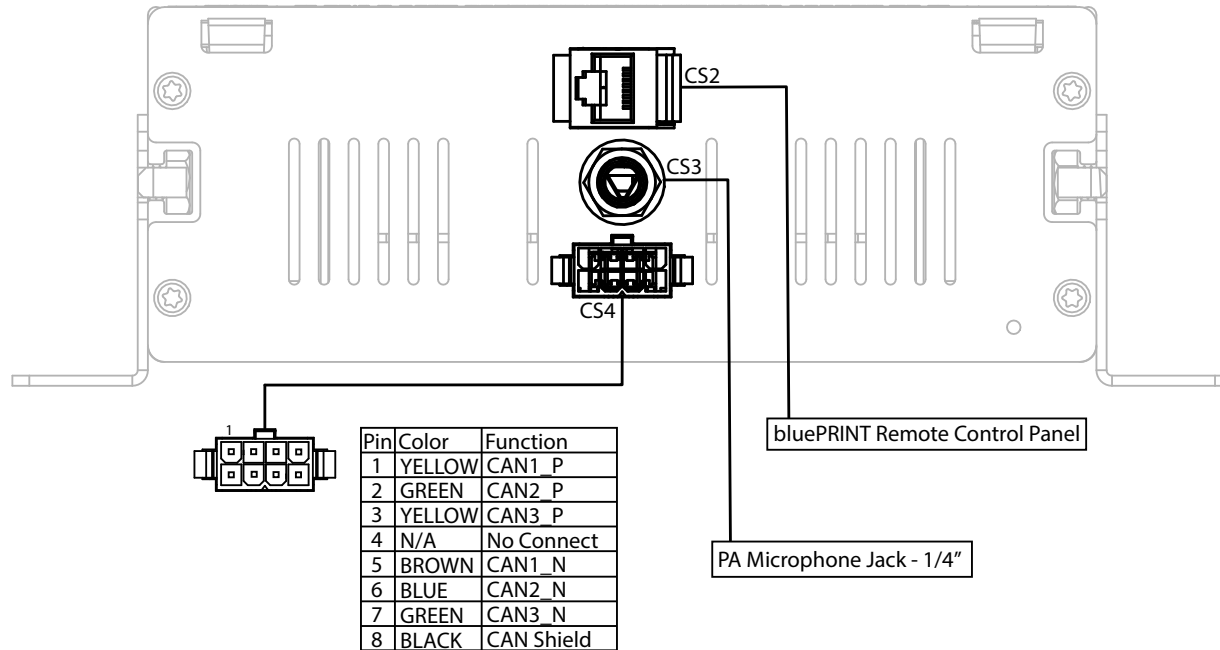 CS2
CS3
CS4
bluePRINT Remote Control Panel
PA Microphone Jack - 1/4”
1
Pin Color Function
1 YELLOW CAN1_P
2 GREEN CAN2_P
3 YELLOW CAN3_P
4 N/A No Connect
5 BROWN CAN1_N
6 BLUE CAN2_N
7 GREEN CAN3_N
8 BLACK CAN Shield